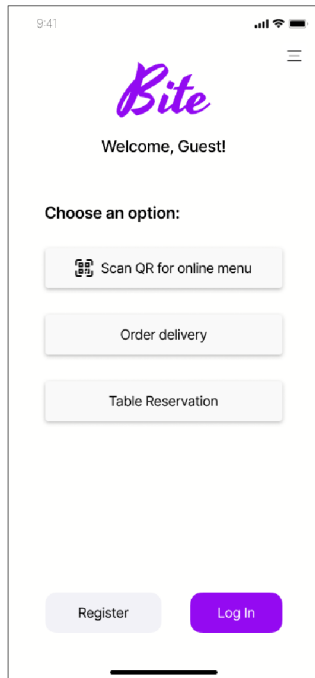 9:41
Bite
Welcome, Guest!
Choose an option:
Scan QR for online menu
Order delivery
Table Reservation
Register
Log In